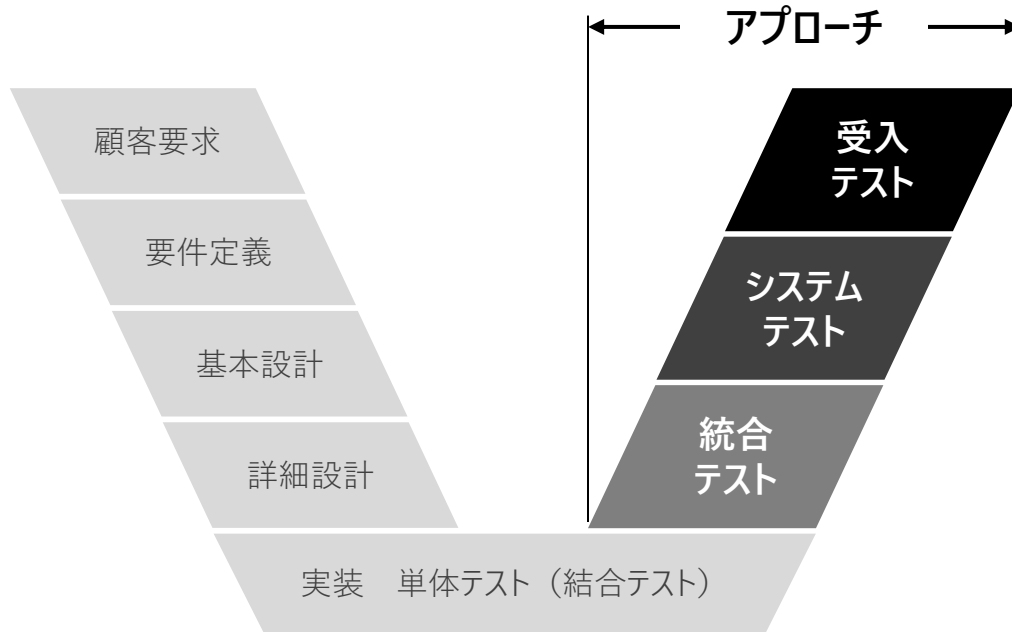 アプローチ
顧客要求
要件定義
基本設計
詳細設計
実装　単体テスト（結合テスト）
受入
テスト
システム
テスト
統合
テスト